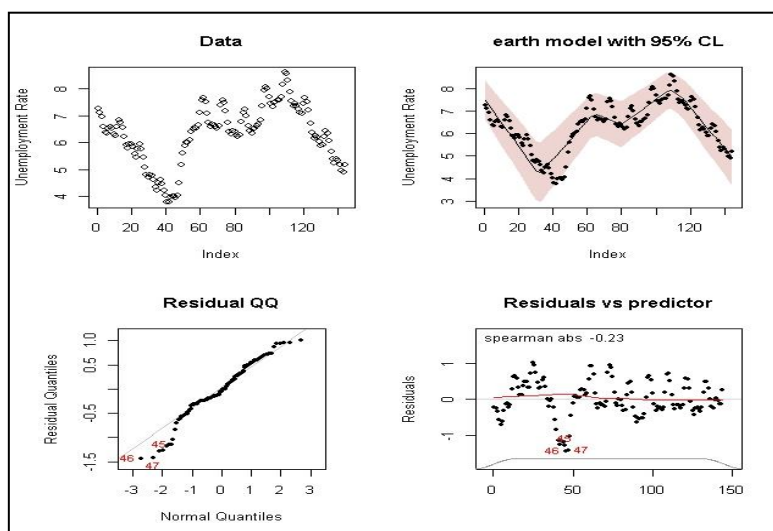 Data
Unemployment Rate
4 5 6 7 8
0 20 40 60 80 120
Index
earth model with 95% CL
Unemployment Rate
3 4 5 6 7 8
0 20 40 60 80 120
Index
Residual QQ
Residual Quantiles
-1.5 -0.5 0.5 1.0
45
46
47
-3 -2 -1 0 1 2 3
Normal Quantiles
Residuals vs predictor
spearman abs -0.23
Residuals
-1 0 1
45
46 47
0 50 100 150